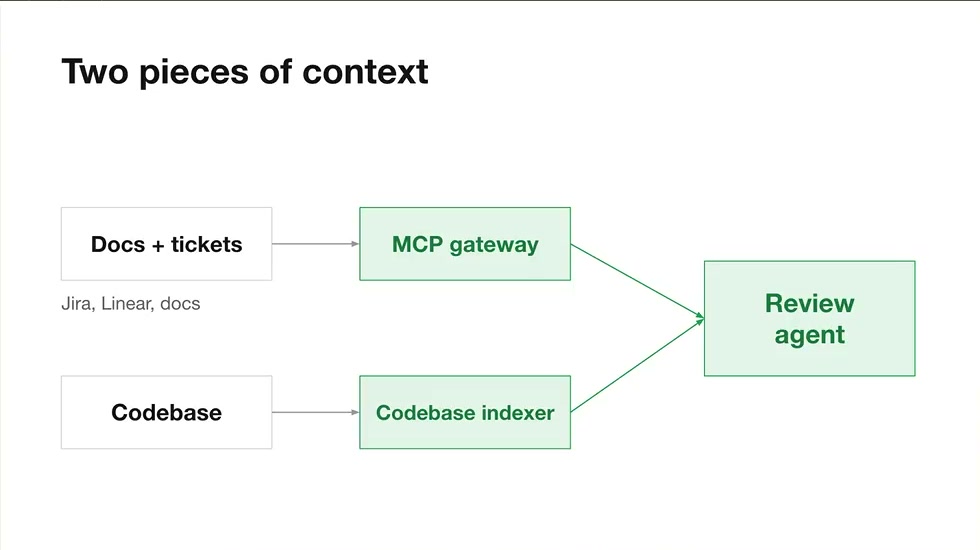 Two pieces of context
Docs + tickets
MCP gateway
Jira, Linear, docs
Review
agent
Codebase
Codebase indexer